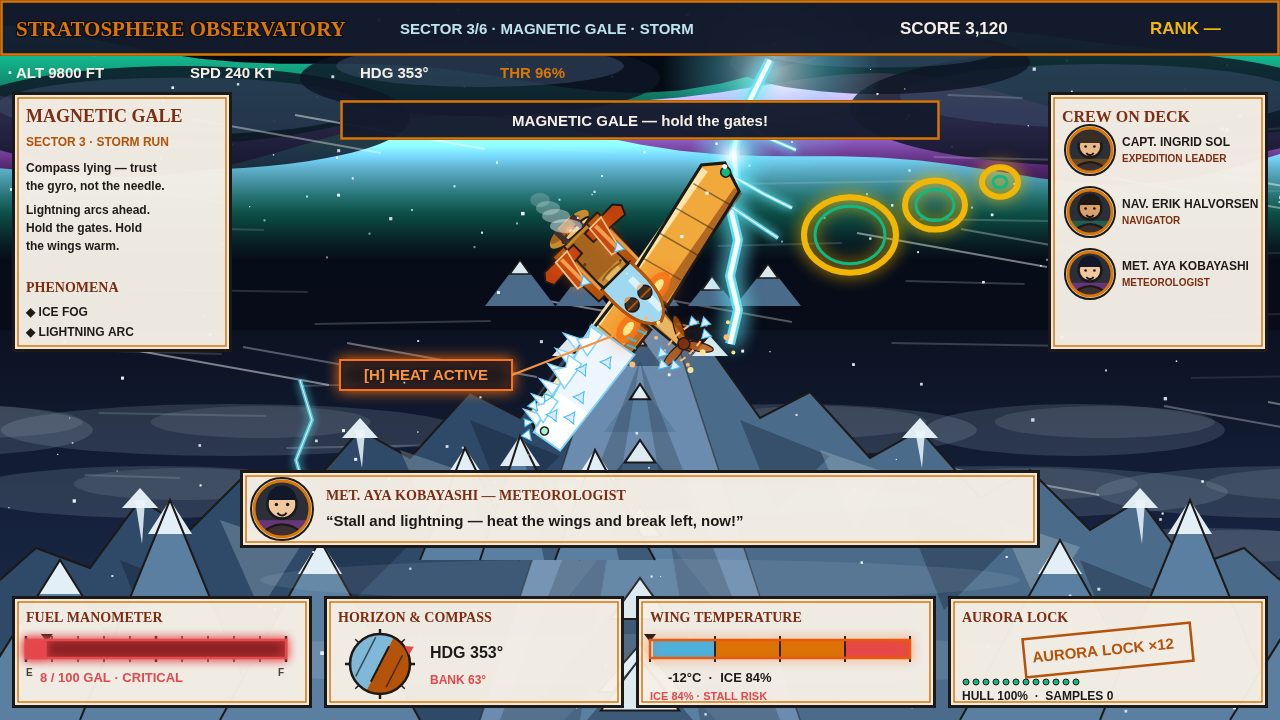 STRATOSPHERE OBSERVATORY
SECTOR 3/6 · MAGNETIC GALE · STORM
SCORE 3,120
RANK —
· ALT 9800 FT
SPD 240 KT
HDG 353°
THR 96%
MAGNETIC GALE
SECTOR 3 · STORM RUN
Compass lying — trust
the gyro, not the needle.
Lightning arcs ahead.
Hold the gates. Hold
the wings warm.
PHENOMENA
◆ ICE FOG
◆ LIGHTNING ARC
MAGNETIC GALE — hold the gates!
CREW ON DECK
CAPT. INGRID SOL
EXPEDITION LEADER
NAV. ERIK HALVORSEN
NAVIGATOR
MET. AYA KOBAYASHI
METEOROLOGIST
[H] HEAT ACTIVE
MET. AYA KOBAYASHI — METEOROLOGIST
“Stall and lightning — heat the wings and break left, now!”
FUEL MANOMETER
E
F
8 / 100 GAL · CRITICAL
HORIZON & COMPASS
HDG 353°
BANK 63°
WING TEMPERATURE
-12°C · ICE 84%
ICE 84% · STALL RISK
AURORA LOCK
AURORA LOCK ×12
HULL 100% · SAMPLES 0